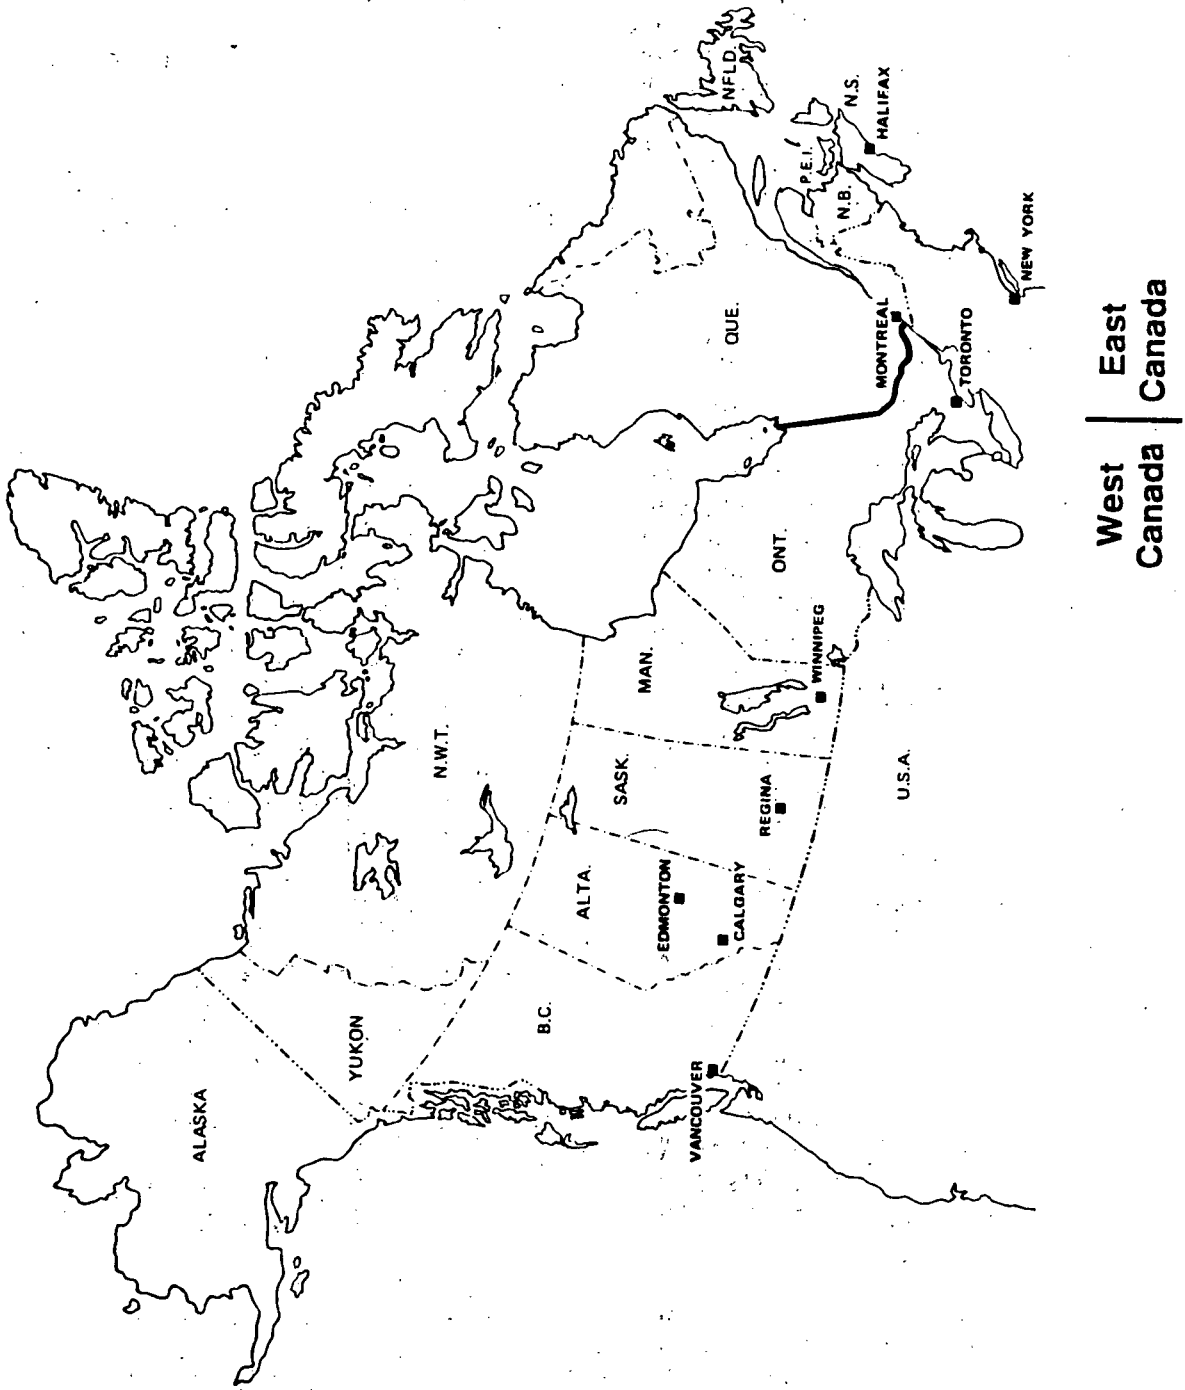 ALASKA
YUKON
N.W.T.
B.C.
ALTA.
SASK.
MAN.
ONT.
QUE.
NFLD.
P.E.I.
N.B.
N.S.
HALIFAX
EDMONTON
CALGARY
REGINA
WINNIPEG
VANCOUVER
MONTREAL
TORONTO
NEW YORK
U.S.A.
West
Canada
East
Canada